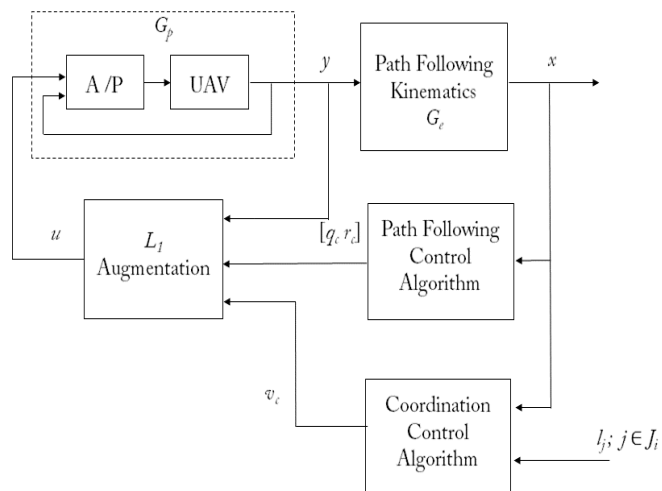 G_p
A /P
UAV
y
Path Following
Kinematics
G_e
x
u
L_1
Augmentation
[q_c r_c]
Path Following
Control
Algorithm
v_c
Coordination
Control
Algorithm
l_j; j ∈ J_i